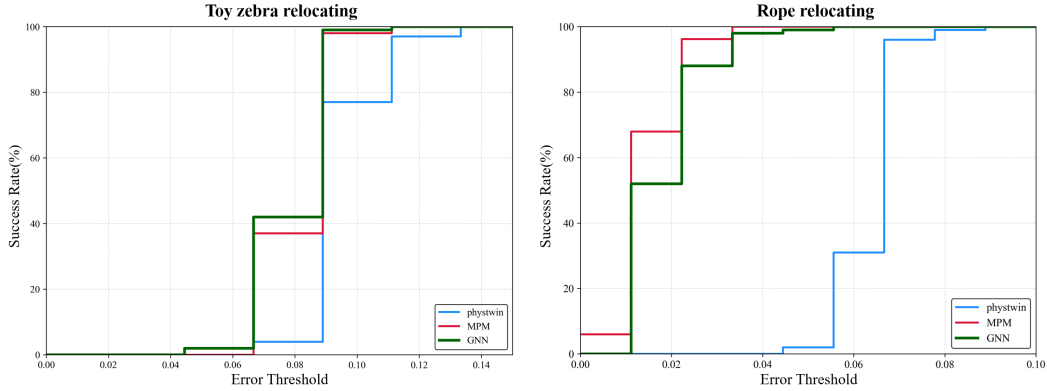 Toy zebra relocating
Success Rate(%)
100
80
60
40
20
0
0.00 0.02 0.04 0.06 0.08 0.10 0.12 0.14
Error Threshold
phystwin
MPM
GNN
Rope relocating
Success Rate(%)
100
80
60
40
20
0
0.00 0.02 0.04 0.06 0.08 0.10
Error Threshold
phystwin
MPM
GNN